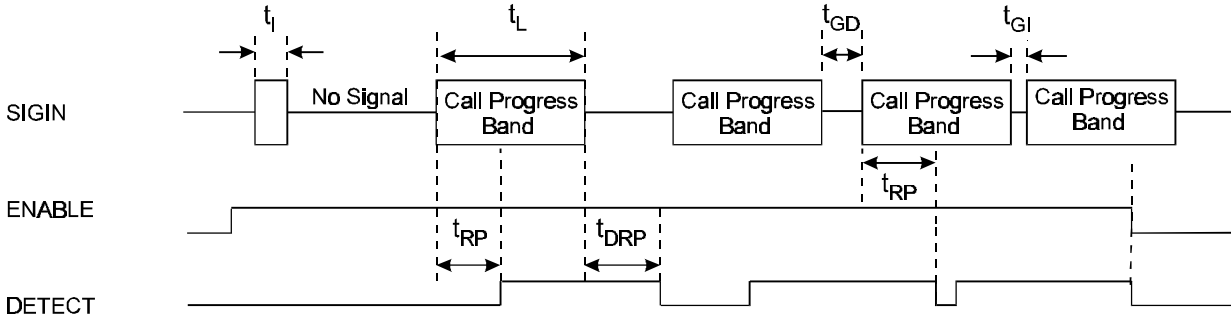 tI
tL
tGD
tGI
SIGIN
No Signal
Call Progress
Band
Call Progress
Band
Call Progress
Band
Call Progress
Band
tRP
ENABLE
tRP
tDRP
DETECT